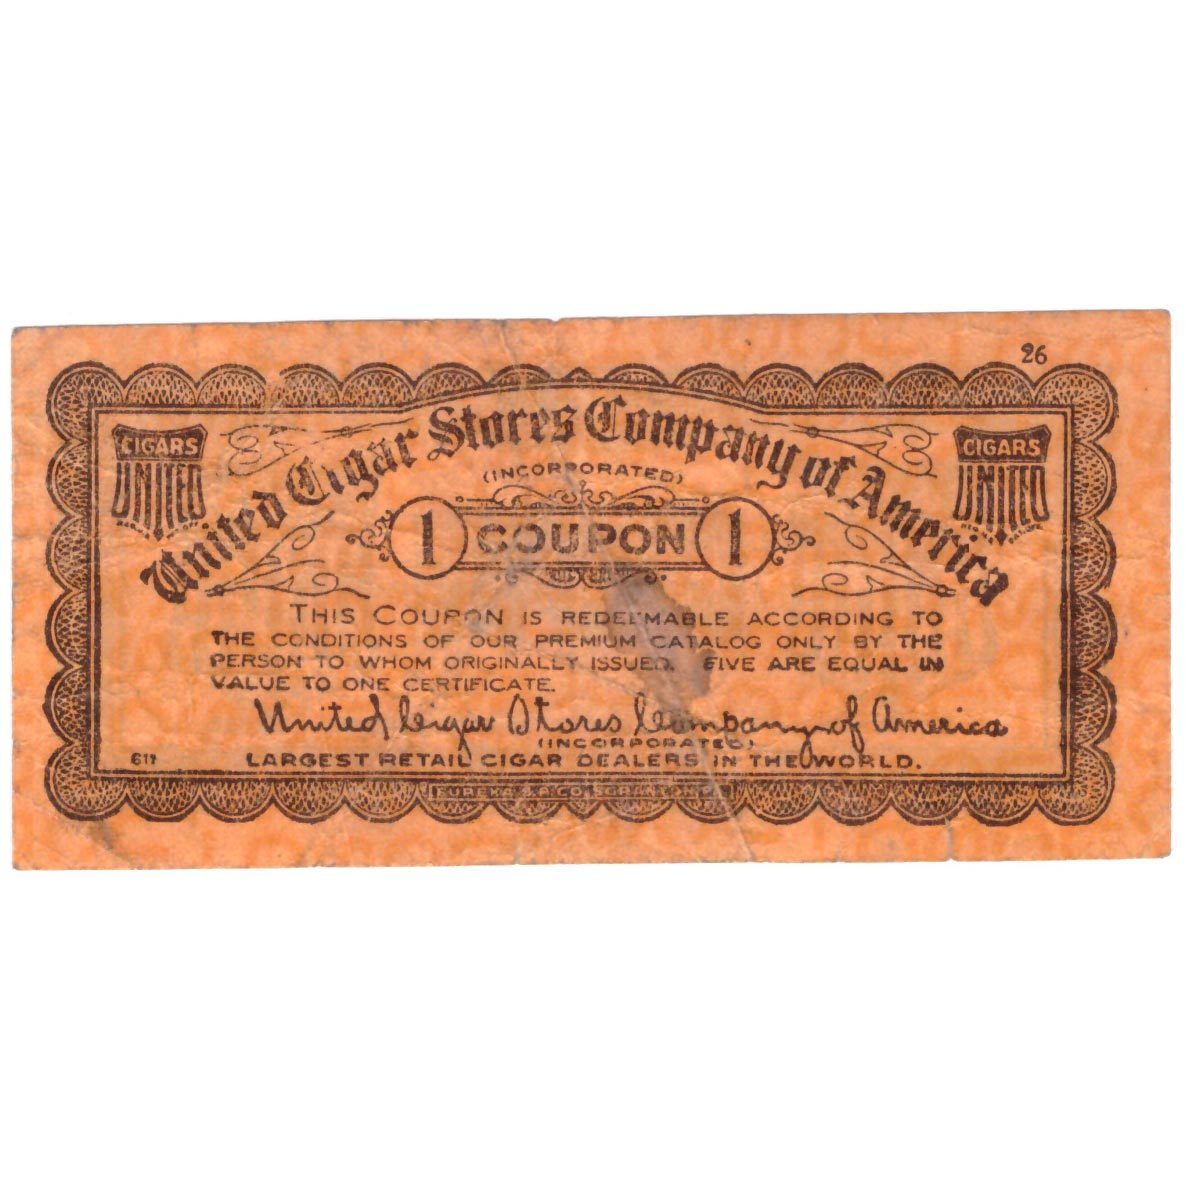 26
CIGARS
UNITED
United Cigar Stores Company of America
(INCORPORATED)
CIGARS
UNITED
1 COUPON 1
THIS COUPON IS REDEEMABLE ACCORDING TO
THE CONDITIONS OF OUR PREMIUM CATALOG ONLY BY THE
PERSON TO WHOM ORIGINALLY ISSUED. FIVE ARE EQUAL IN
VALUE TO ONE CERTIFICATE.
United Cigar Stores Company of America
(INCORPORATED)
611
LARGEST RETAIL CIGAR DEALERS IN THE WORLD.
EUREKA